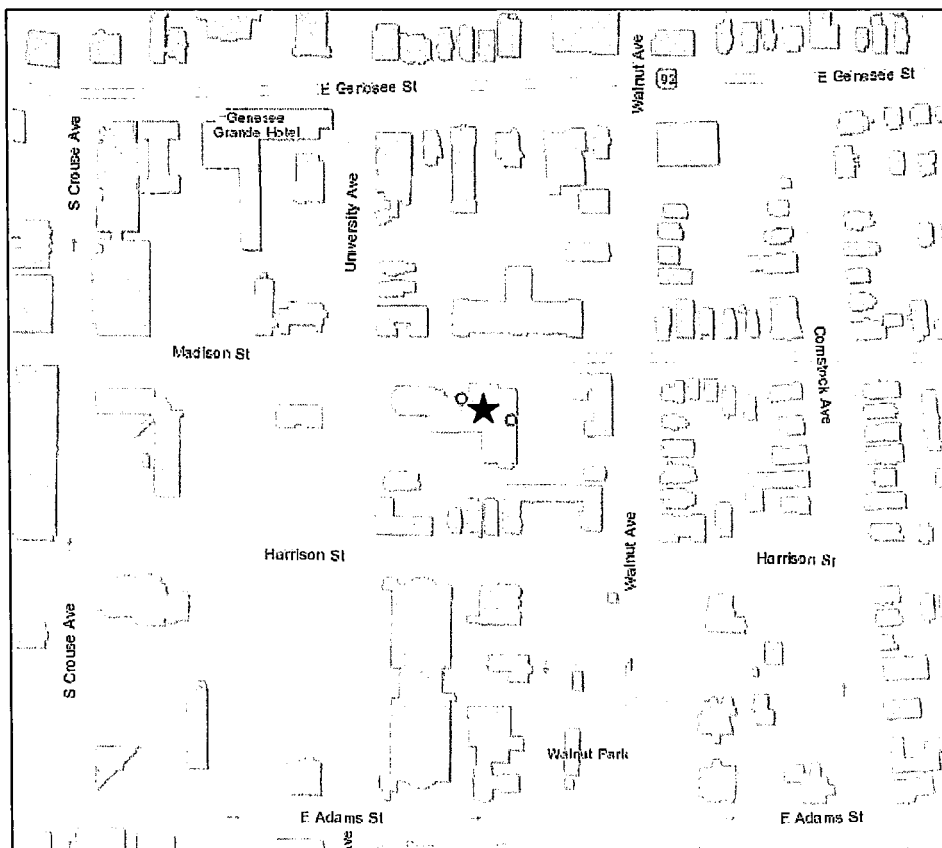 Walnut Ave
92
E Genesee St
E Genesee St
Genesee
Grande Hotel
S Crouse Ave
University Ave
Madison St
Comstock Ave
Harrison St
Walnut Ave
Harrison St
S Crouse Ave
Walnut Park
E Adams St
E Adams St
Ave